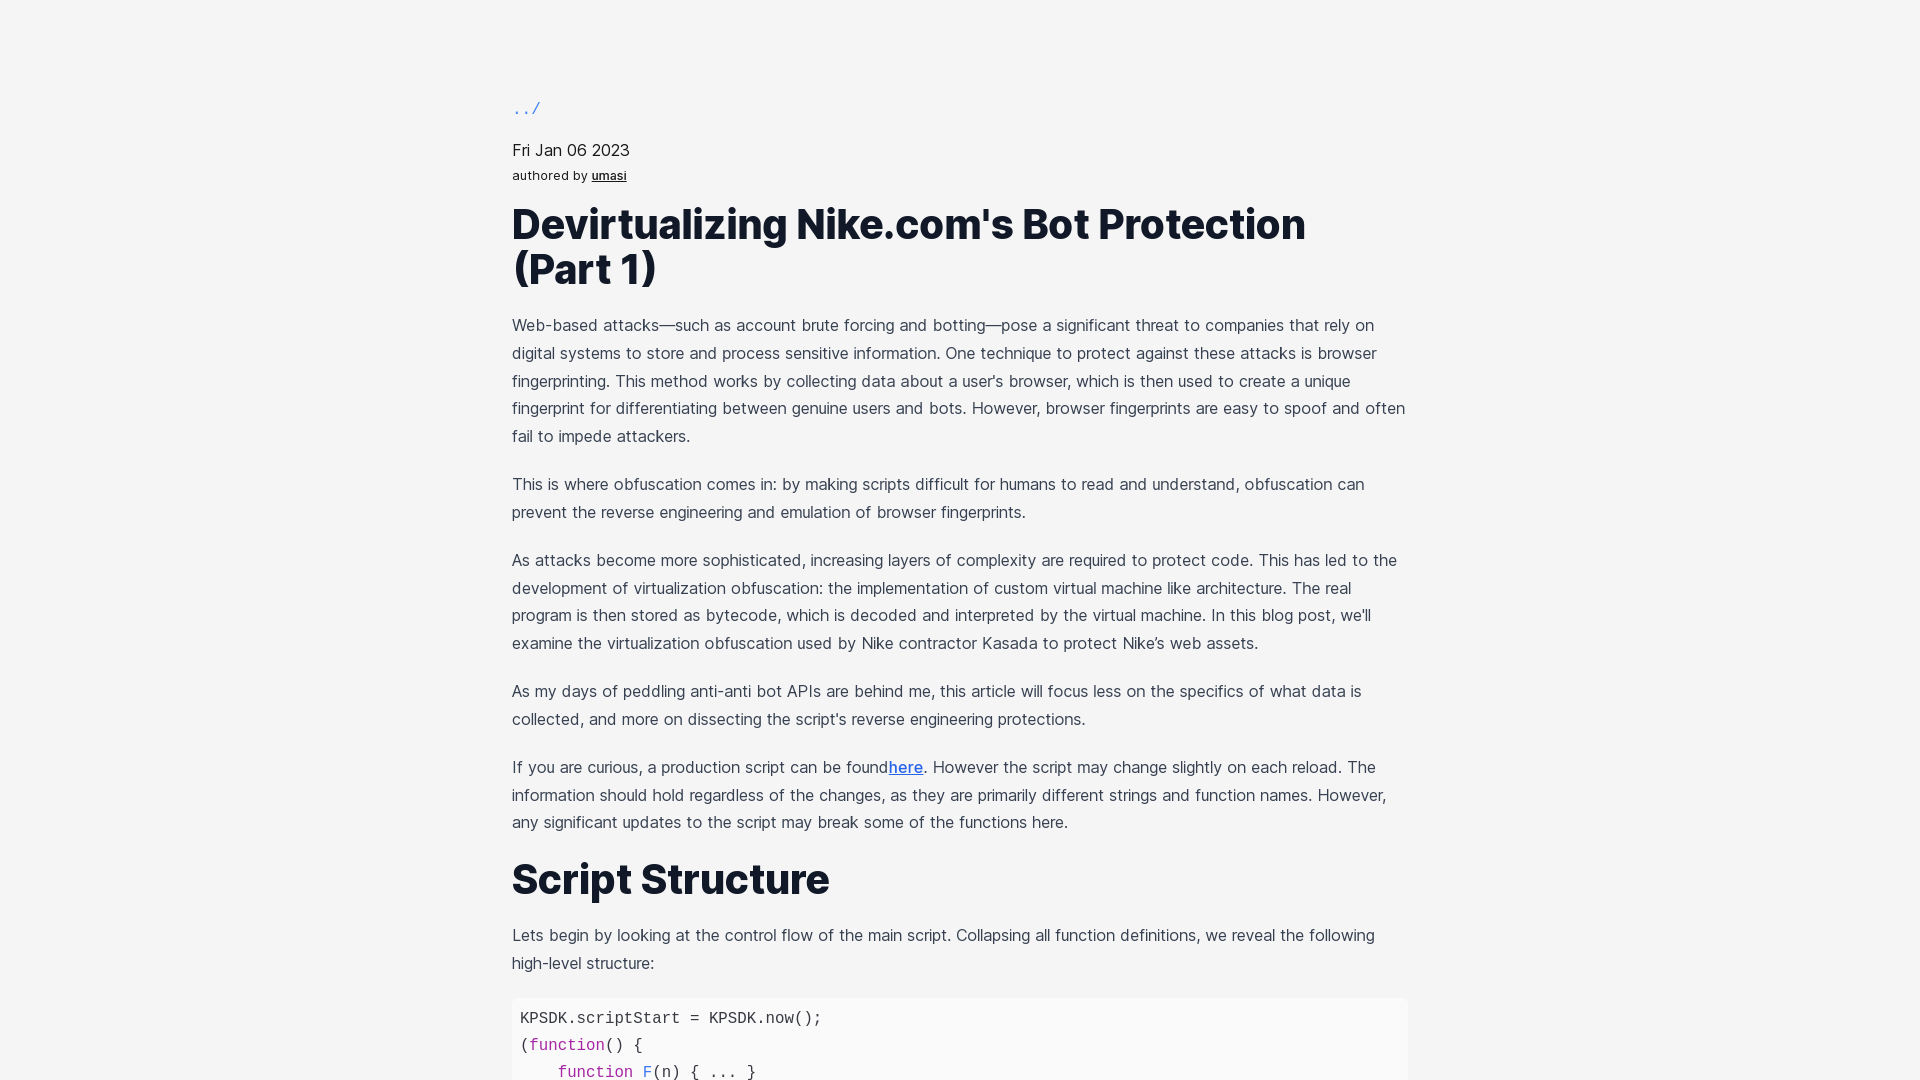 ../
Fri Jan 06 2023
authored by umasi
Devirtualizing Nike.com's Bot Protection
(Part 1)
Web-based attacks—such as account brute forcing and botting—pose a significant threat to companies that rely on
digital systems to store and process sensitive information. One technique to protect against these attacks is browser
fingerprinting. This method works by collecting data about a user's browser, which is then used to create a unique
fingerprint for differentiating between genuine users and bots. However, browser fingerprints are easy to spoof and often
fail to impede attackers.
This is where obfuscation comes in: by making scripts difficult for humans to read and understand, obfuscation can
prevent the reverse engineering and emulation of browser fingerprints.
As attacks become more sophisticated, increasing layers of complexity are required to protect code. This has led to the
development of virtualization obfuscation: the implementation of custom virtual machine like architecture. The real
program is then stored as bytecode, which is decoded and interpreted by the virtual machine. In this blog post, we'll
examine the virtualization obfuscation used by Nike contractor Kasada to protect Nike’s web assets.
As my days of peddling anti-anti bot APIs are behind me, this article will focus less on the specifics of what data is
collected, and more on dissecting the script's reverse engineering protections.
If you are curious, a production script can be foundhere. However the script may change slightly on each reload. The
information should hold regardless of the changes, as they are primarily different strings and function names. However,
any significant updates to the script may break some of the functions here.
Script Structure
Lets begin by looking at the control flow of the main script. Collapsing all function definitions, we reveal the following
high-level structure:
KPSDK.scriptStart = KPSDK.now();
(function() {
    function F(n) { ... }